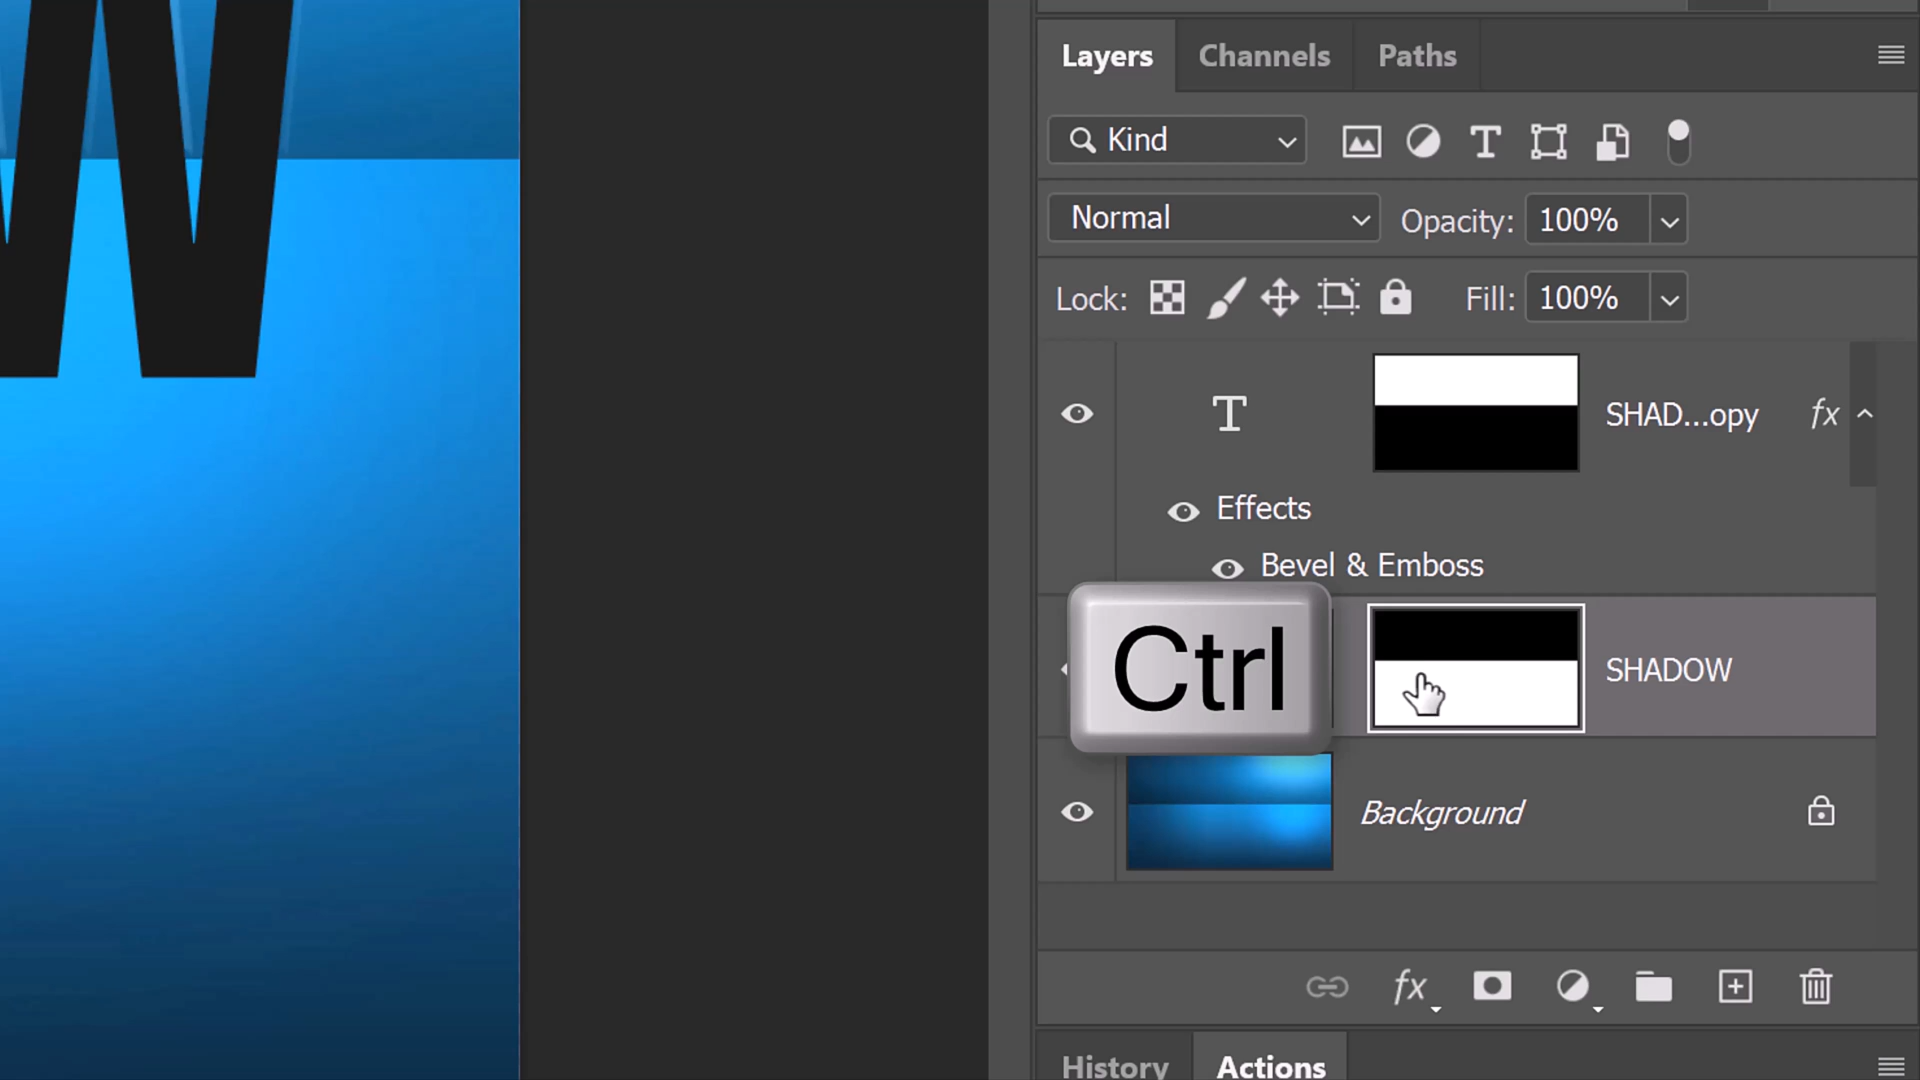 W
Layers Channels Paths
Kind
Normal Opacity: 100%
Lock: Fill: 100%
SHAD...opy fx
Effects
Bevel & Emboss
Ctrl SHADOW
Background
fx
History Actions